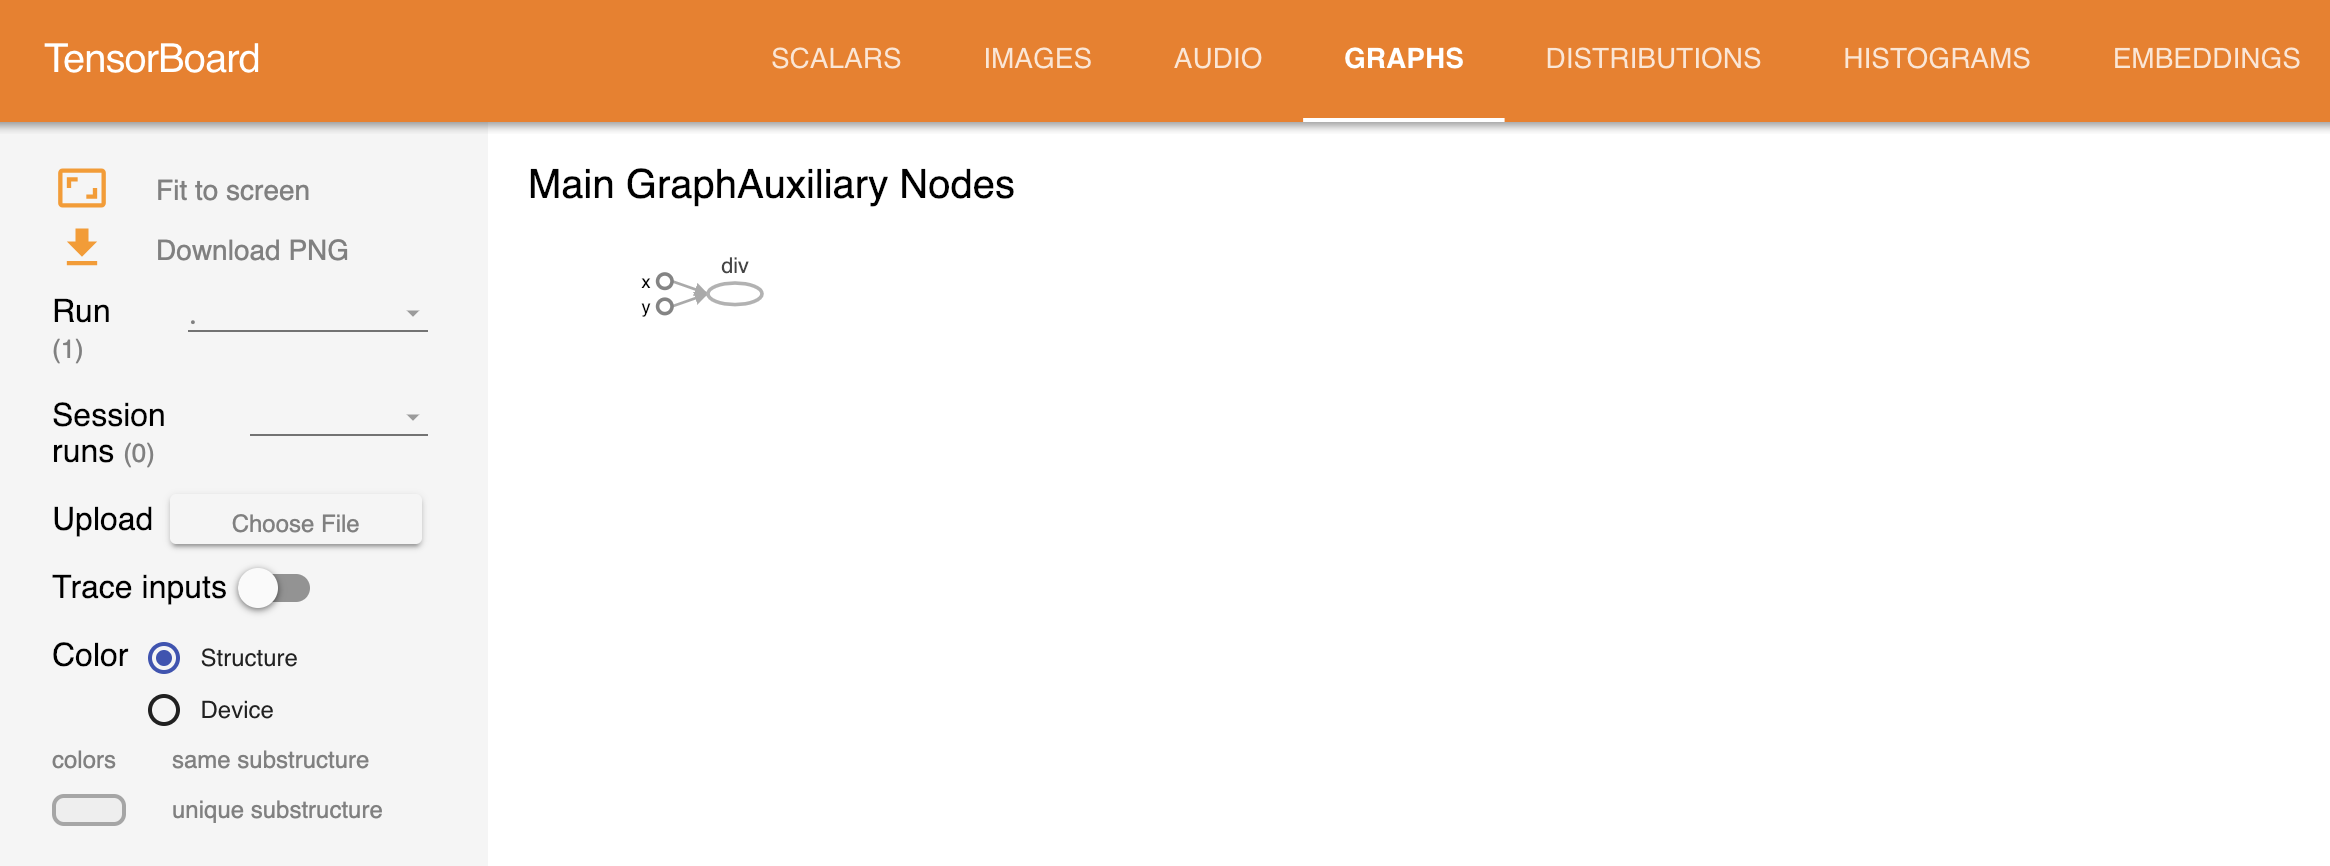 TensorBoard
SCALARS IMAGES AUDIO GRAPHS DISTRIBUTIONS HISTOGRAMS EMBEDDINGS
Fit to screen
Download PNG
Run
(1)
.
Session
runs (0)
Upload Choose File
Trace inputs
Color Structure
Device
colors same substructure
unique substructure
Main GraphAuxiliary Nodes
div
x
y